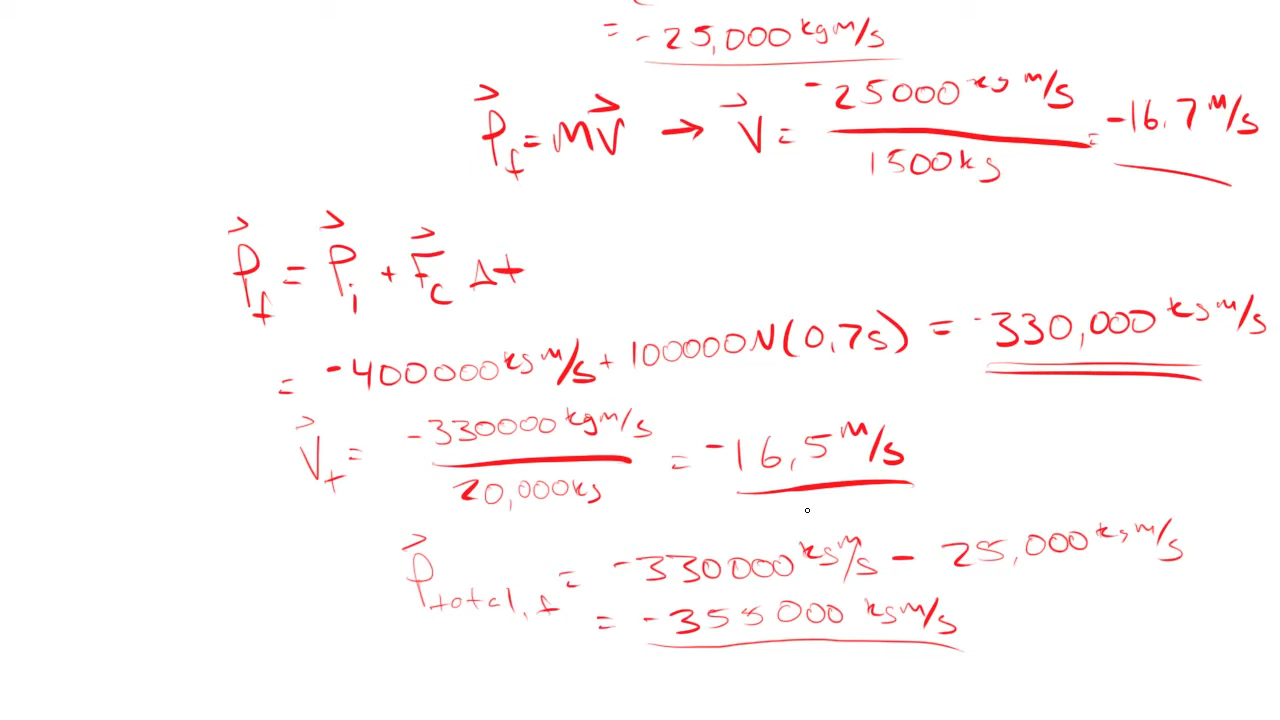 = -25,000 kgm/s
P⃗f = mV⃗ → V⃗ = -25000 kgm/s / 1500kg = -16.7 m/s
P⃗f = P⃗i + F⃗c Δt
= -400000 kgm/s + 100000N(0,7s) = -330,000 kgm/s
V⃗t = -330000 kgm/s / 20,000kg = -16,5 m/s
P⃗total,f = -330000 kgm/s - 25,000 kgm/s
= -355000 kgm/s